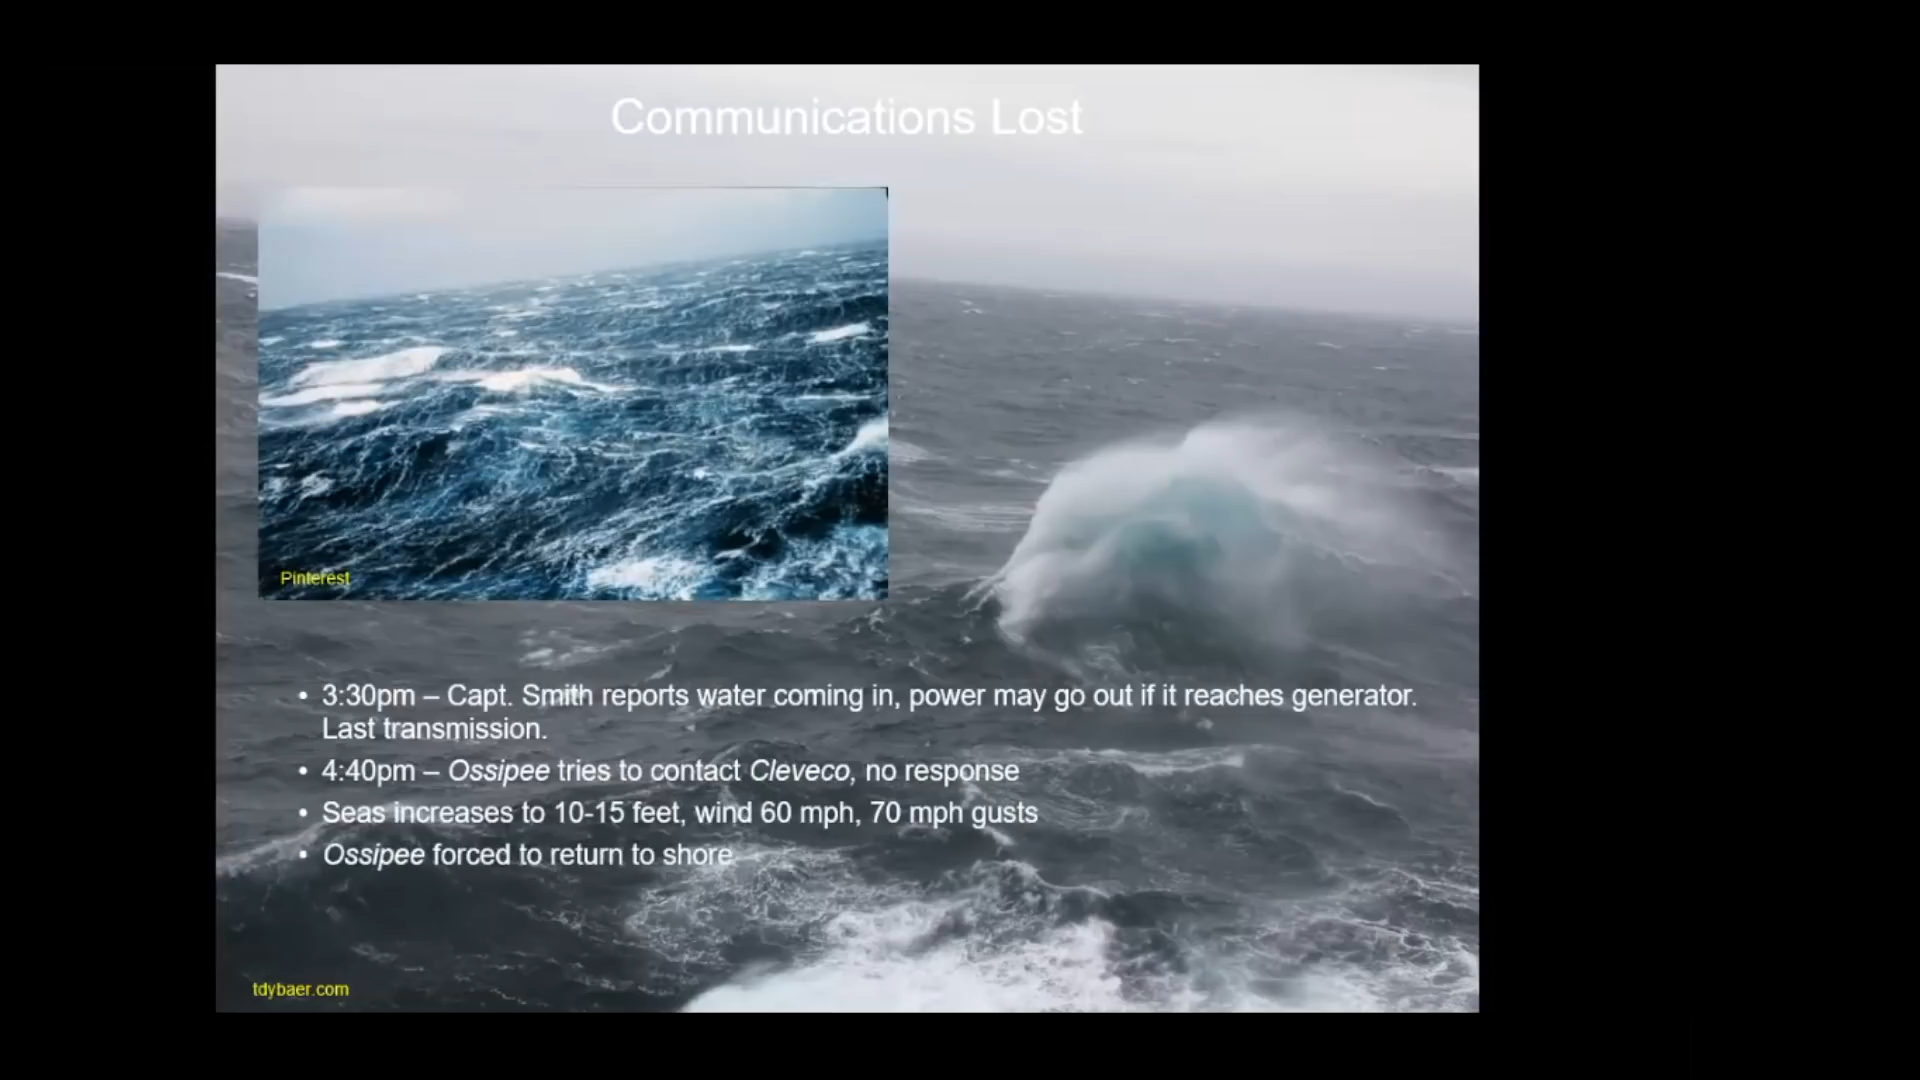 Communications Lost
Pinterest
• 3:30pm – Capt. Smith reports water coming in, power may go out if it reaches generator.
Last transmission.
• 4:40pm – Ossipee tries to contact Cleveco, no response
• Seas increases to 10-15 feet, wind 60 mph, 70 mph gusts
• Ossipee forced to return to shore
tdybaer.com